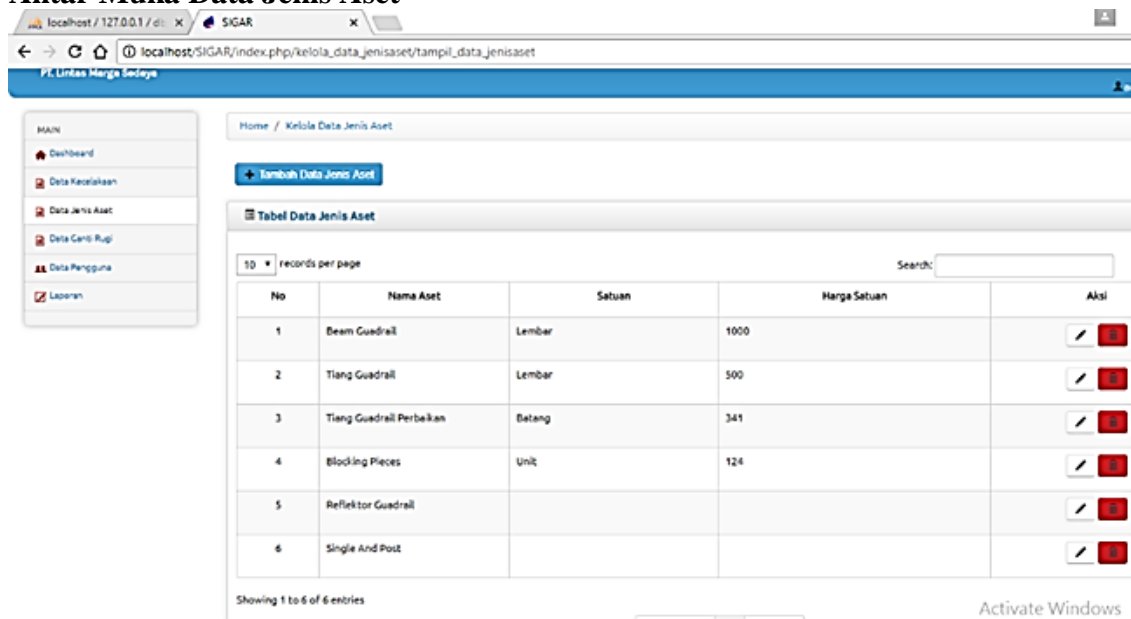 Antar Muka Data Jenis Aset
localhost / 127.0.0.1 / db
SIGAR
localhost/SIGAR/index.php/kelola_data_jenisaset/tampil_data_jenisaset
PT. Lintas Marga Sedaya
MAIN
Dashboard
Data Kecelakaan
Data Jenis Aset
Data Ganti Rugi
Data Pengguna
Laporan
Home / Kelola Data Jenis Aset
+ Tambah Data Jenis Aset
Tabel Data Jenis Aset
10 records per page
Search:
No Nama Aset Satuan Harga Satuan Aksi
1 Beam Guadrail Lembar 1000
2 Tiang Guadrail Lembar 500
3 Tiang Guadrail Perbaikan Batang 341
4 Blocking Pieces Unit 124
5 Reflektor Guadrail
6 Single And Post
Showing 1 to 6 of 6 entries
Activate Windows